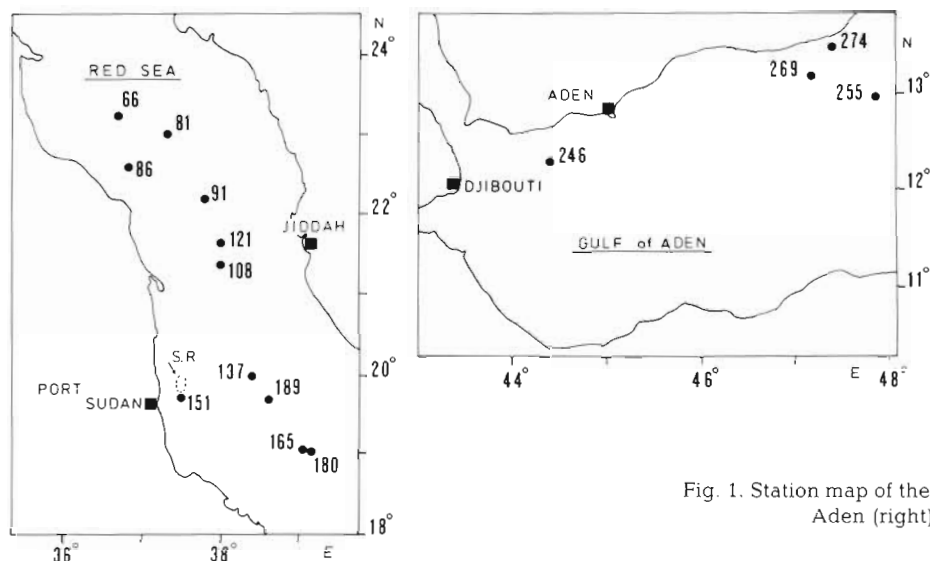 24°
N
RED SEA
66
81
86
91
22°
JIDDAH
121
108
S.R
20°
137
189
PORT
SUDAN
151
165
180
18°
36°
38°
E
274
N
269
13°
255
ADEN
246
12°
DJIBOUTI
GULF of ADEN
11°
44°
46°
E
48°
Fig. 1. Station map of the
Aden (right)